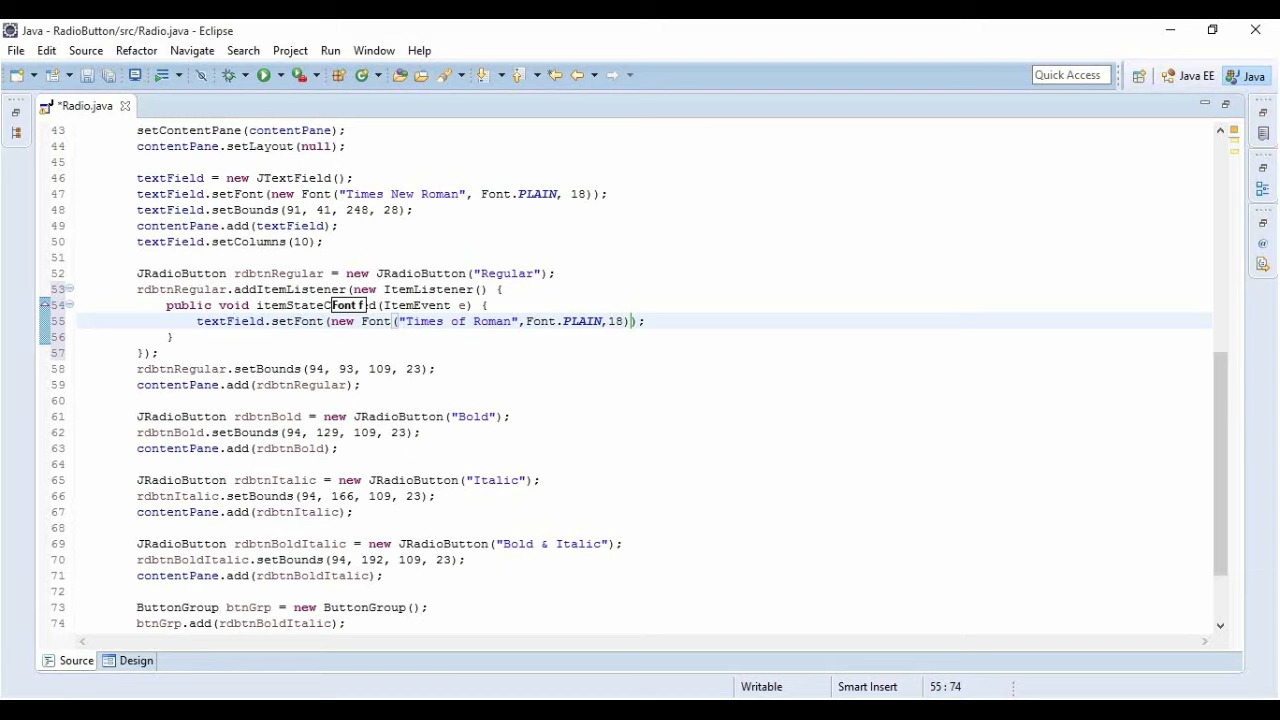 Java - RadioButton/src/Radio.java - Eclipse
File Edit Source Refactor Navigate Search Project Run Window Help
Quick Access Java EE Java
*Radio.java
43 setContentPane(contentPane);
44 contentPane.setLayout(null);
45
46 textField = new JTextField();
47 textField.setFont(new Font("Times New Roman", Font.PLAIN, 18));
48 textField.setBounds(91, 41, 248, 28);
49 contentPane.add(textField);
50 textField.setColumns(10);
51
52 JRadioButton rdbtnRegular = new JRadioButton("Regular");
53 rdbtnRegular.addItemListener(new ItemListener() {
54 public void itemStateC Font f d(ItemEvent e) {
55 textField.setFont(new Font("Times of Roman",Font.PLAIN,18));
56 }
57 });
58 rdbtnRegular.setBounds(94, 93, 109, 23);
59 contentPane.add(rdbtnRegular);
60
61 JRadioButton rdbtnBold = new JRadioButton("Bold");
62 rdbtnBold.setBounds(94, 129, 109, 23);
63 contentPane.add(rdbtnBold);
64
65 JRadioButton rdbtnItalic = new JRadioButton("Italic");
66 rdbtnItalic.setBounds(94, 166, 109, 23);
67 contentPane.add(rdbtnItalic);
68
69 JRadioButton rdbtnBoldItalic = new JRadioButton("Bold & Italic");
70 rdbtnBoldItalic.setBounds(94, 192, 109, 23);
71 contentPane.add(rdbtnBoldItalic);
72
73 ButtonGroup btnGrp = new ButtonGroup();
74 btnGrp.add(rdbtnBoldItalic);
Source Design
Writable Smart Insert 55 : 74